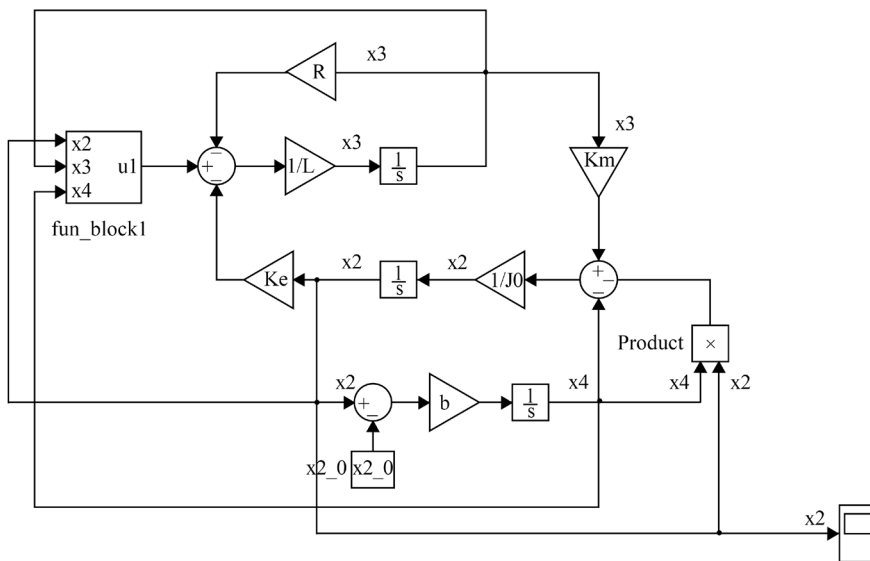 x3
R
x3
x2
x3
x4
u1
fun_block1
+
−
−
1/L
x3
1
s
Km
Ke
x2
1
s
x2
1/J0
+
−
−
Product
×
x2
+
−
b
1
s
x4
x4
x2
x2_0
x2_0
x2